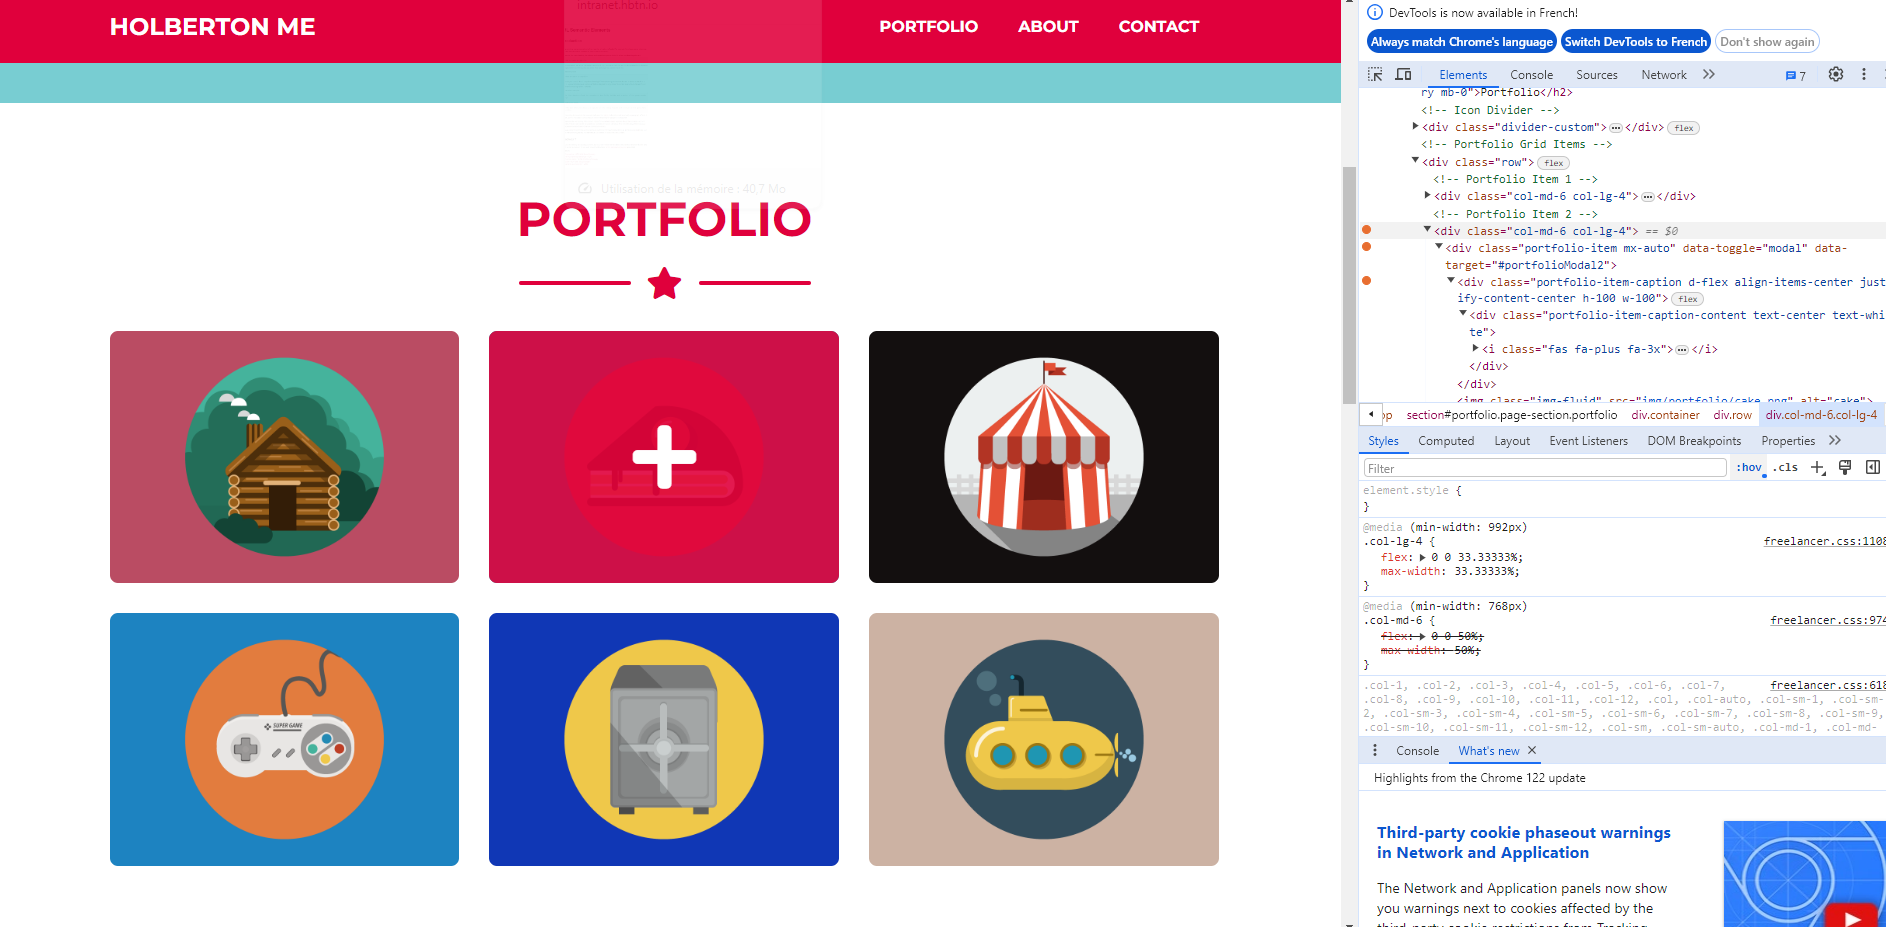 HOLBERTON ME
intranet.hbtn.io
PORTFOLIO
ABOUT
CONTACT
Utilisation de la mémoire : 40,7 Mo
PORTFOLIO
SUPER GAME
DevTools is now available in French!
Always match Chrome's language
Switch DevTools to French
Don't show again
Elements
Console
Sources
Network
7
ry mb-0">Portfolio</h2>
<!-- Icon Divider -->
<div class="divider-custom"> ••• </div> flex
<!-- Portfolio Grid Items -->
<div class="row"> flex
<!-- Portfolio Item 1 -->
<div class="col-md-6 col-lg-4"> ••• </div>
<!-- Portfolio Item 2 -->
<div class="col-md-6 col-lg-4"> == $0
<div class="portfolio-item mx-auto" data-toggle="modal" data-
target="#portfolioModal2">
<div class="portfolio-item-caption d-flex align-items-center just
ify-content-center h-100 w-100"> flex
<div class="portfolio-item-caption-content text-center text-whi
te">
<i class="fas fa-plus fa-3x"> ••• </i>
</div>
</div>
<img class="img-fluid" src="img/portfolio/cake.png" alt="cake">
op section#portfolio.page-section.portfolio div.container div.row div.col-md-6.col-lg-4
Styles
Computed
Layout
Event Listeners
DOM Breakpoints
Properties
Filter
:hov
.cls
element.style {
}
@media (min-width: 992px)
.col-lg-4 {
freelancer.css:1108
flex: 0 0 33.33333%;
max-width: 33.33333%;
}
@media (min-width: 768px)
.col-md-6 {
freelancer.css:974
flex: 0 0 50%;
max-width: 50%;
}
.col-1, .col-2, .col-3, .col-4, .col-5, .col-6, .col-7,
freelancer.css:618
.col-8, .col-9, .col-10, .col-11, .col-12, .col, .col-auto, .col-sm-1, .col-sm-
2, .col-sm-3, .col-sm-4, .col-sm-5, .col-sm-6, .col-sm-7, .col-sm-8, .col-sm-9,
.col-sm-10, .col-sm-11, .col-sm-12, .col-sm, .col-sm-auto, .col-md-1, .col-md-
Console
What's new
Highlights from the Chrome 122 update
Third-party cookie phaseout warnings
in Network and Application
The Network and Application panels now show
you warnings next to cookies affected by the
third-party cookie restrictions from Tracking